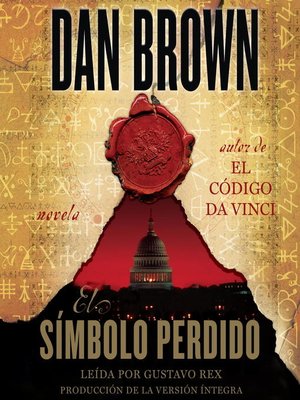 DAN BROWN
autor de
EL
CÓDIGO
DA VINCI
novela
El
SÍMBOLO PERDIDO
LEÍDA POR GUSTAVO REX
PRODUCCIÓN DE LA VERSIÓN ÍNTEGRA